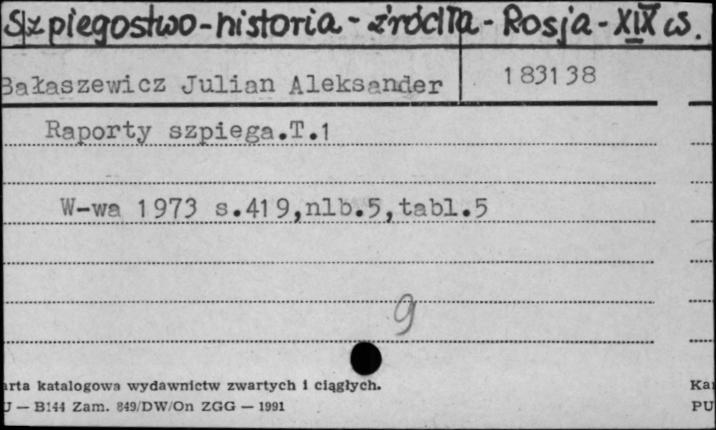 Szpiegostwo-historia-źródła-Rosja-XIX w.
Bałaszewicz Julian Aleksander 183138
Raporty szpiega.T.1
W-wa 1973 s.419,nlb.5,tabl.5
9
arta katalogowa wydawnictw zwartych i ciągłych.
J — B144 Zam. 849/DW/On ZGG — 1991
Ka
PU